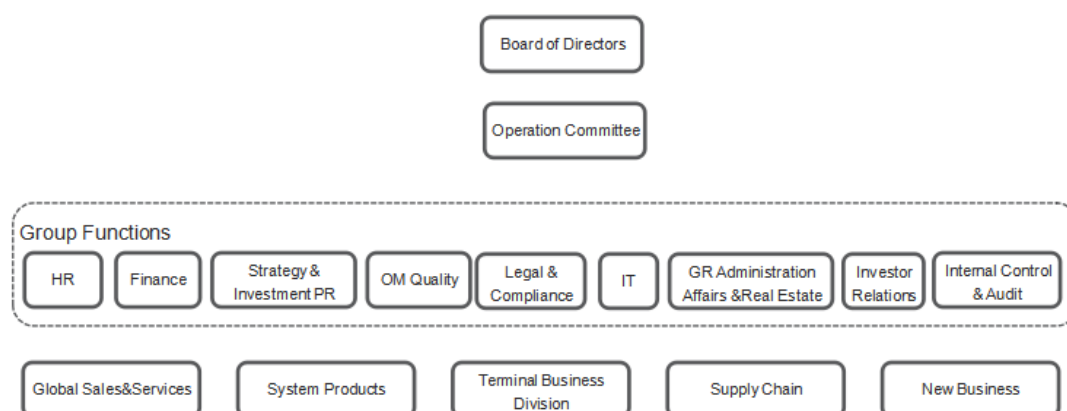 Board of Directors
Operation Committee
Group Functions
HR
Finance
Strategy &
Investment PR
OM Quality
Legal &
Compliance
IT
GR Administration
Affairs &Real Estate
Investor
Relations
Internal Control
& Audit
Global Sales&Services
System Products
Terminal Business
Division
Supply Chain
New Business